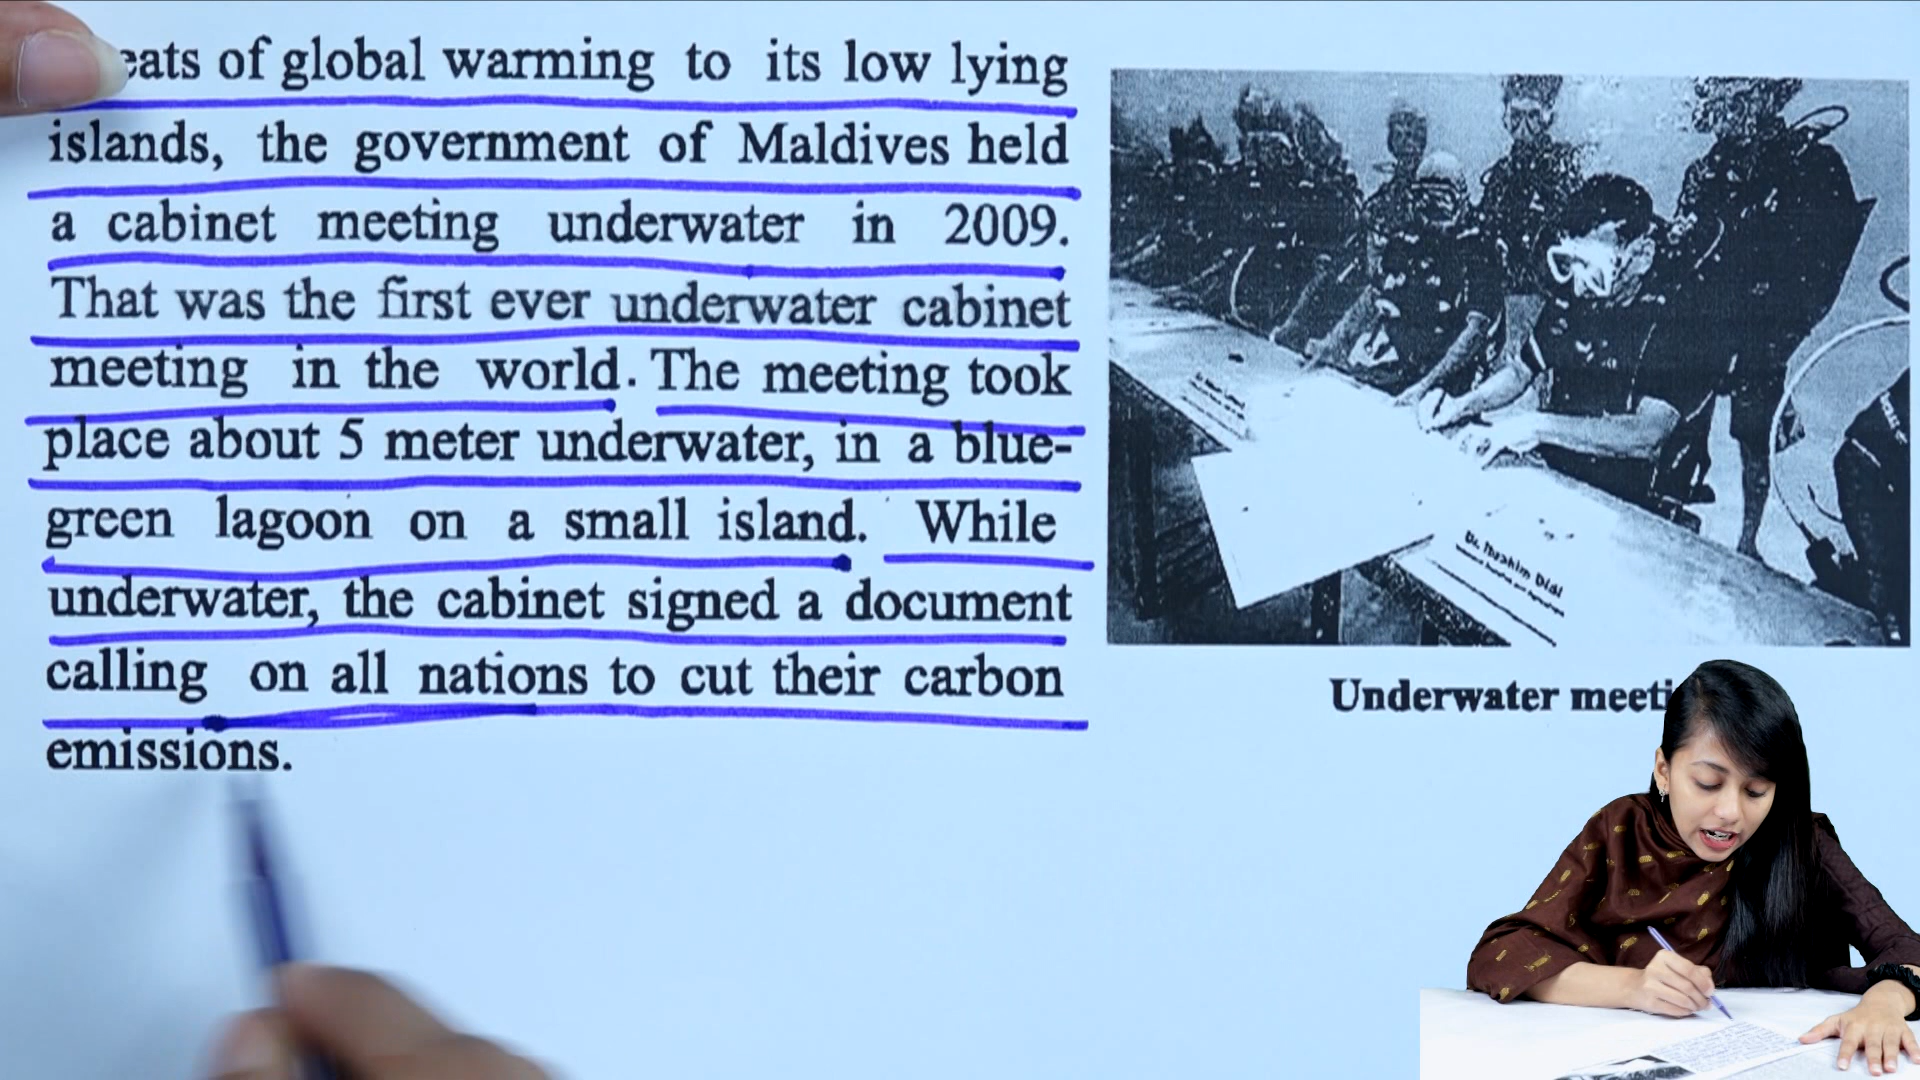 of global warming to its low lying
islands, the government of Maldives held
a cabinet meeting underwater in 2009.
That was the first ever underwater cabinet
meeting in the world. The meeting took
place about 5 meter underwater, in a blue-
green lagoon on a small island. While
underwater, the cabinet signed a document
calling on all nations to cut their carbon
emissions.
Dr. Ibrahim Didi
Underwater